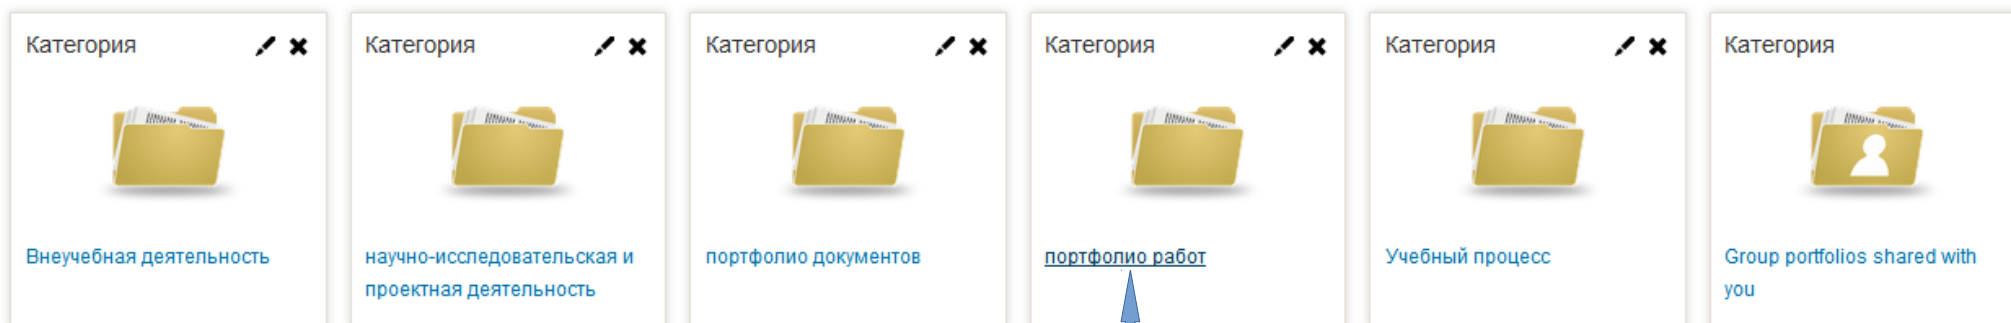 Категория
Категория
Категория
Категория
Категория
Категория
Внеучебная деятельность
научно-исследовательская и
проектная деятельность
портфолио документов
портфолио работ
Учебный процесс
Group portfolios shared with
you